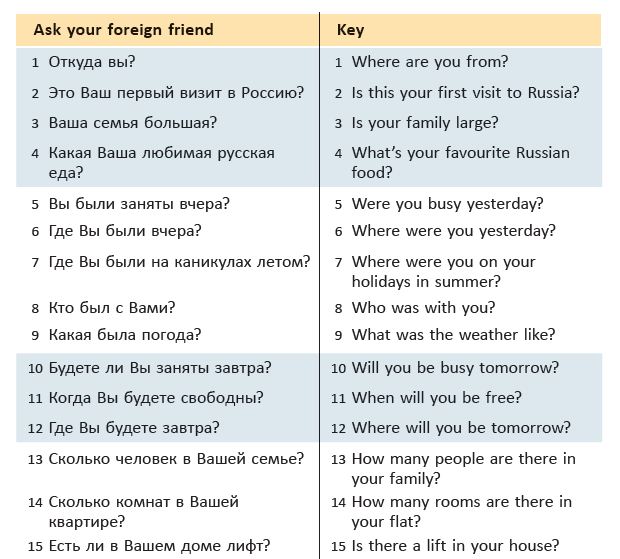 Ask your foreign friend
Key
1 Откуда вы?
1 Where are you from?
2 Это Ваш первый визит в Россию?
2 Is this your first visit to Russia?
3 Ваша семья большая?
3 Is your family large?
4 Какая Ваша любимая русская
еда?
4 What's your favourite Russian
food?
5 Вы были заняты вчера?
5 Were you busy yesterday?
6 Где Вы были вчера?
6 Where were you yesterday?
7 Где Вы были на каникулах летом?
7 Where were you on your
holidays in summer?
8 Кто был с Вами?
8 Who was with you?
9 Какая была погода?
9 What was the weather like?
10 Будете ли Вы заняты завтра?
10 Will you be busy tomorrow?
11 Когда Вы будете свободны?
11 When will you be free?
12 Где Вы будете завтра?
12 Where will you be tomorrow?
13 Сколько человек в Вашей семье?
13 How many people are there in
your family?
14 Сколько комнат в Вашей
квартире?
14 How many rooms are there in
your flat?
15 Есть ли в Вашем доме лифт?
15 Is there a lift in your house?